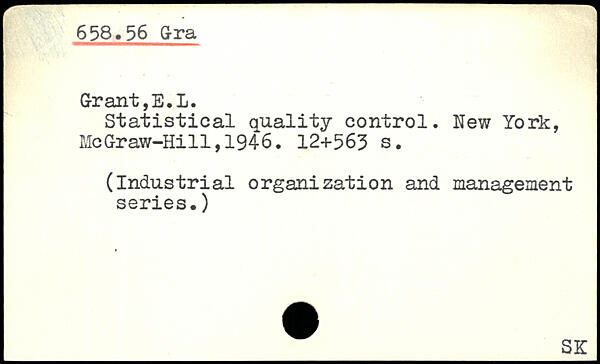 658.56 Gra
Grant,E.L.
Statistical quality control. New York,
McGraw-Hill,1946. 12+563 s.
(Industrial organization and management
series.)
SK